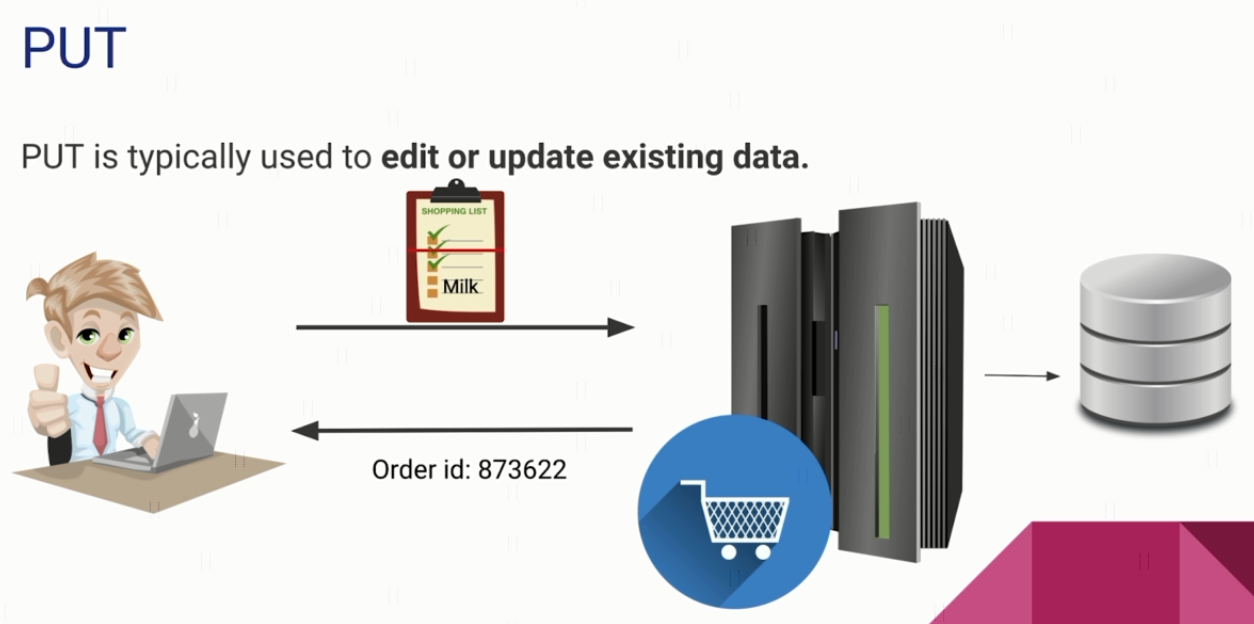 PUT
PUT is typically used to edit or update existing data.
SHOPPING LIST
Milk
Order id: 873622